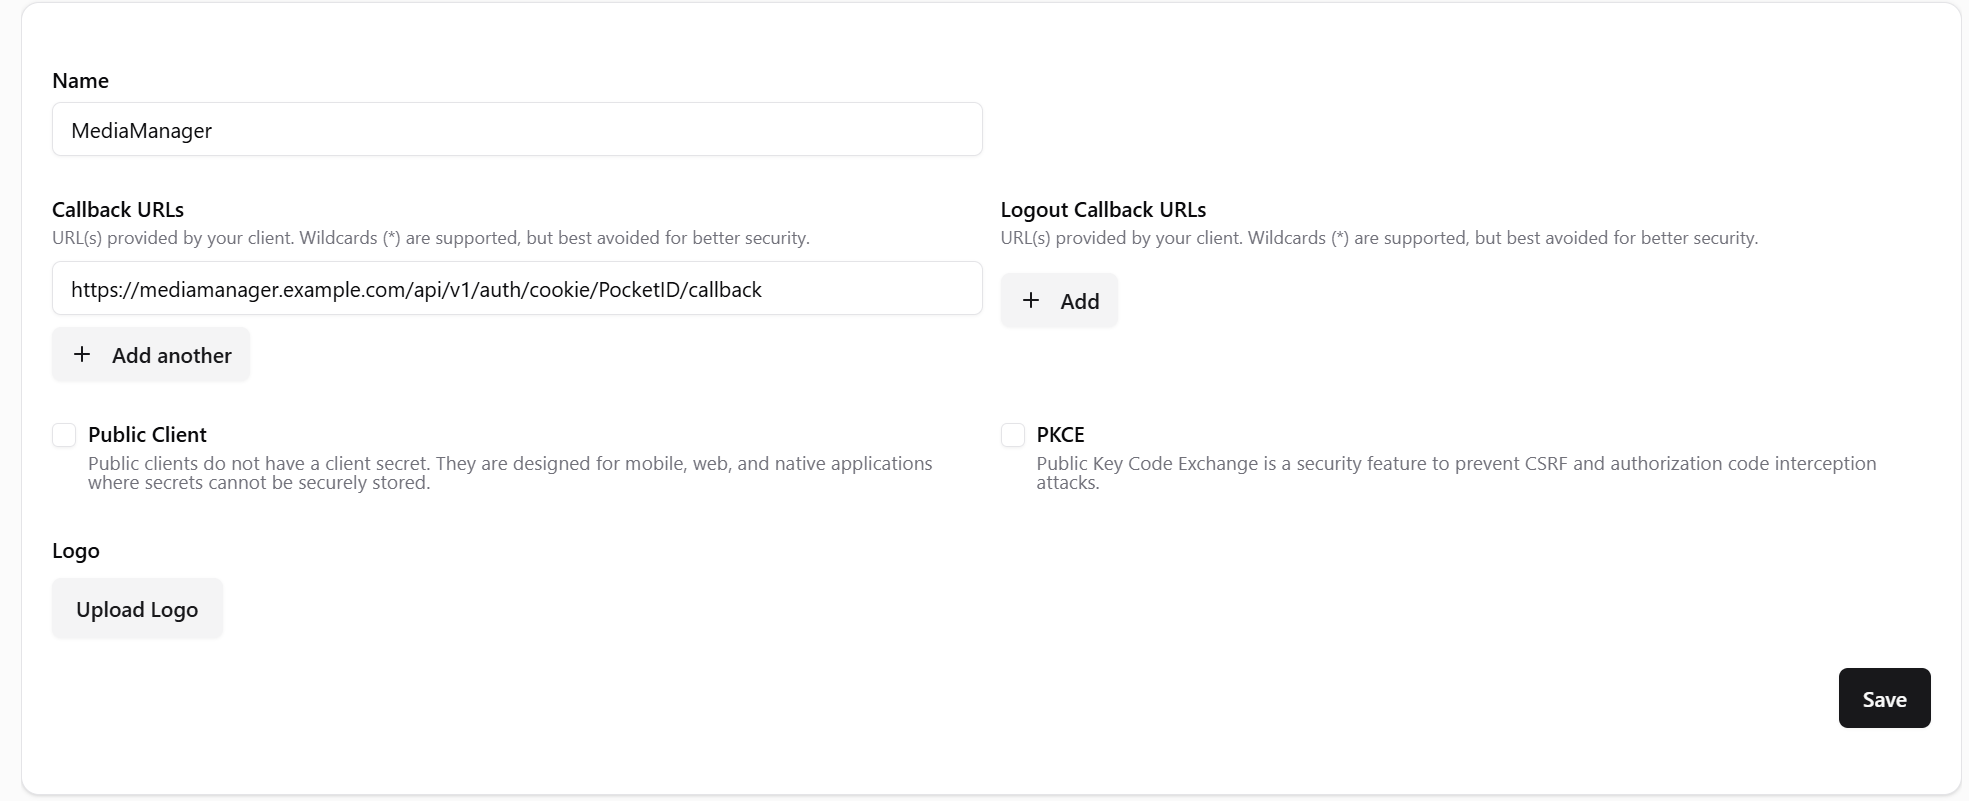 Name
MediaManager
Callback URLs
URL(s) provided by your client. Wildcards (*) are supported, but best avoided for better security.
https://mediamanager.example.com/api/v1/auth/cookie/PocketID/callback
+ Add another
Logout Callback URLs
URL(s) provided by your client. Wildcards (*) are supported, but best avoided for better security.
+ Add
Public Client
Public clients do not have a client secret. They are designed for mobile, web, and native applications
where secrets cannot be securely stored.
PKCE
Public Key Code Exchange is a security feature to prevent CSRF and authorization code interception
attacks.
Logo
Upload Logo
Save